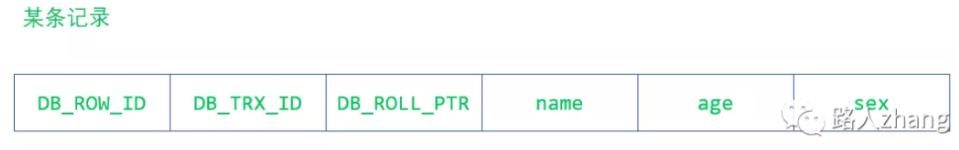 某条记录
DB_ROW_ID DB_TRX_ID DB_ROLL_PTR name age sex
路人zhang